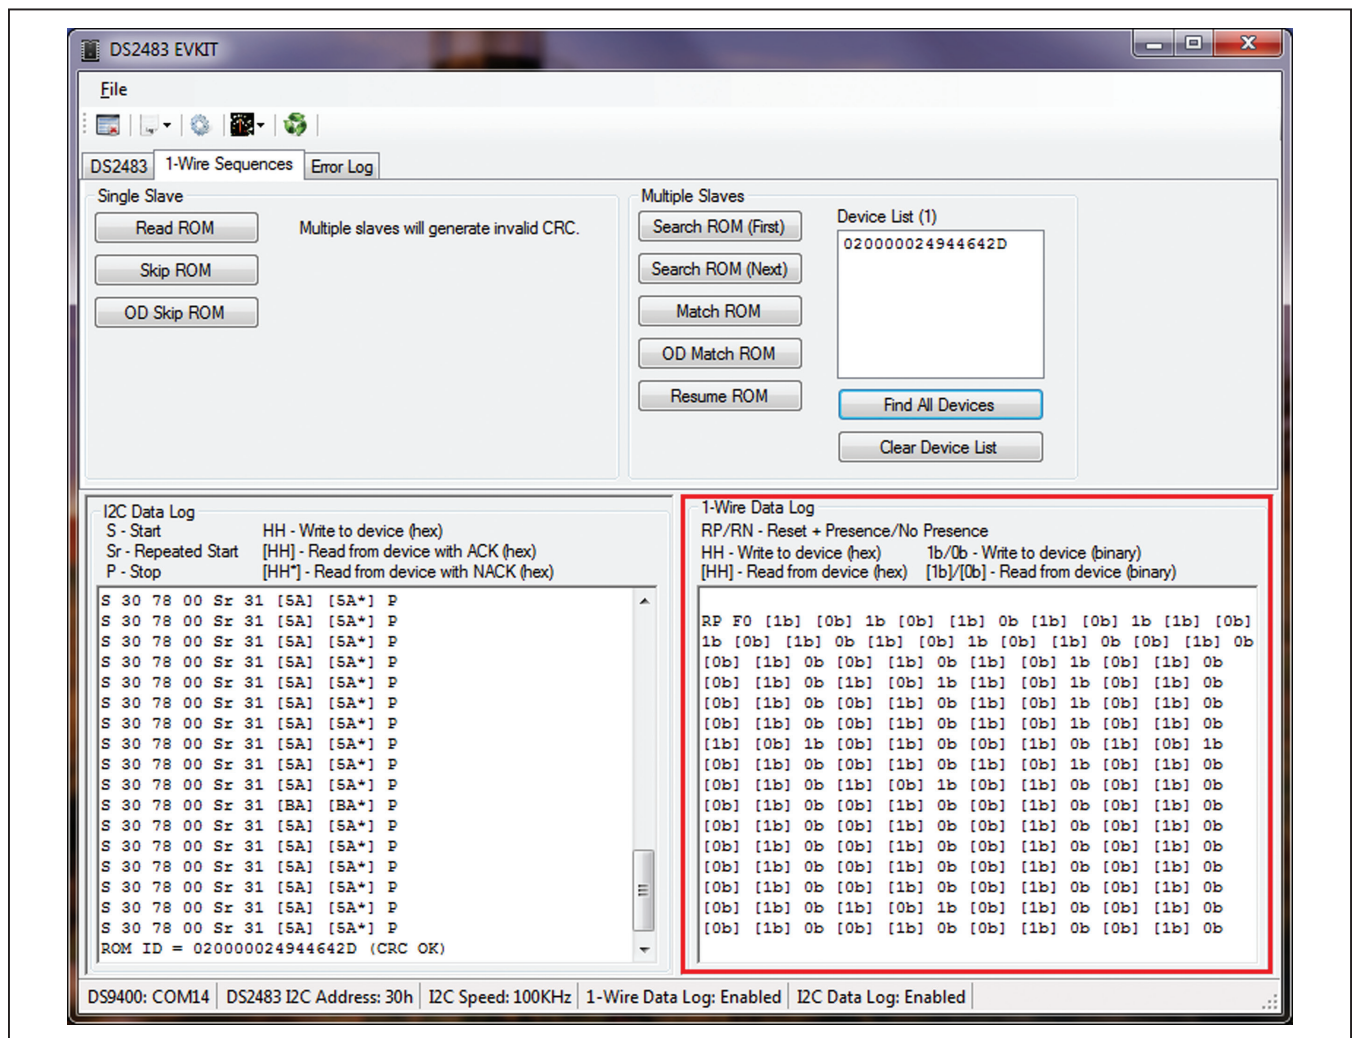 DS2483 EVKIT
File
DS2483 1-Wire Sequences Error Log
Single Slave
Read ROM
Multiple slaves will generate invalid CRC.
Skip ROM
OD Skip ROM
Multiple Slaves
Search ROM (First)
Search ROM (Next)
Match ROM
OD Match ROM
Resume ROM
Device List (1)
020000024944642D
Find All Devices
Clear Device List
I2C Data Log
S - Start HH - Write to device (hex)
Sr - Repeated Start [HH] - Read from device with ACK (hex)
P - Stop [HH*] - Read from device with NACK (hex)
S 30 78 00 Sr 31 [5A] [5A*] P
S 30 78 00 Sr 31 [5A] [5A*] P
S 30 78 00 Sr 31 [5A] [5A*] P
S 30 78 00 Sr 31 [5A] [5A*] P
S 30 78 00 Sr 31 [5A] [5A*] P
S 30 78 00 Sr 31 [5A] [5A*] P
S 30 78 00 Sr 31 [5A] [5A*] P
S 30 78 00 Sr 31 [5A] [5A*] P
S 30 78 00 Sr 31 [5A] [5A*] P
S 30 78 00 Sr 31 [5A] [5A*] P
S 30 78 00 Sr 31 [BA] [BA*] P
S 30 78 00 Sr 31 [5A] [5A*] P
S 30 78 00 Sr 31 [5A] [5A*] P
S 30 78 00 Sr 31 [5A] [5A*] P
S 30 78 00 Sr 31 [5A] [5A*] P
S 30 78 00 Sr 31 [5A] [5A*] P
S 30 78 00 Sr 31 [5A] [5A*] P
ROM ID = 020000024944642D (CRC OK)
1-Wire Data Log
RP/RN - Reset + Presence/No Presence
HH - Write to device (hex) 1b/0b - Write to device (binary)
[HH] - Read from device (hex) [1b]/[0b] - Read from device (binary)
RP F0 [1b] [0b] 1b [0b] [1b] 0b [1b] [0b] 1b [1b] [0b]
1b [0b] [1b] 0b [1b] [0b] 1b [0b] [1b] 0b [0b] [1b] 0b
[0b] [1b] 0b [0b] [1b] 0b [1b] [0b] 1b [0b] [1b] 0b
[0b] [1b] 0b [1b] [0b] 1b [1b] [0b] 1b [0b] [1b] 0b
[0b] [1b] 0b [0b] [1b] 0b [1b] [0b] 1b [0b] [1b] 0b
[0b] [1b] 0b [0b] [1b] 0b [1b] [0b] 1b [0b] [1b] 0b
[1b] [0b] 1b [0b] [1b] 0b [0b] [1b] 0b [1b] [0b] 1b
[0b] [1b] 0b [0b] [1b] 0b [1b] [0b] 1b [0b] [1b] 0b
[0b] [1b] 0b [1b] [0b] 1b [0b] [1b] 0b [0b] [1b] 0b
[0b] [1b] 0b [0b] [1b] 0b [0b] [1b] 0b [0b] [1b] 0b
[0b] [1b] 0b [0b] [1b] 0b [0b] [1b] 0b [0b] [1b] 0b
[0b] [1b] 0b [0b] [1b] 0b [0b] [1b] 0b [0b] [1b] 0b
[0b] [1b] 0b [0b] [1b] 0b [0b] [1b] 0b [0b] [1b] 0b
[0b] [1b] 0b [0b] [1b] 0b [0b] [1b] 0b [0b] [1b] 0b
[0b] [1b] 0b [1b] [0b] 1b [0b] [1b] 0b [0b] [1b] 0b
[0b] [1b] 0b [0b] [1b] 0b [0b] [1b] 0b [0b] [1b] 0b
DS9400: COM14 DS2483 I2C Address: 30h I2C Speed: 100KHz 1-Wire Data Log: Enabled I2C Data Log: Enabled